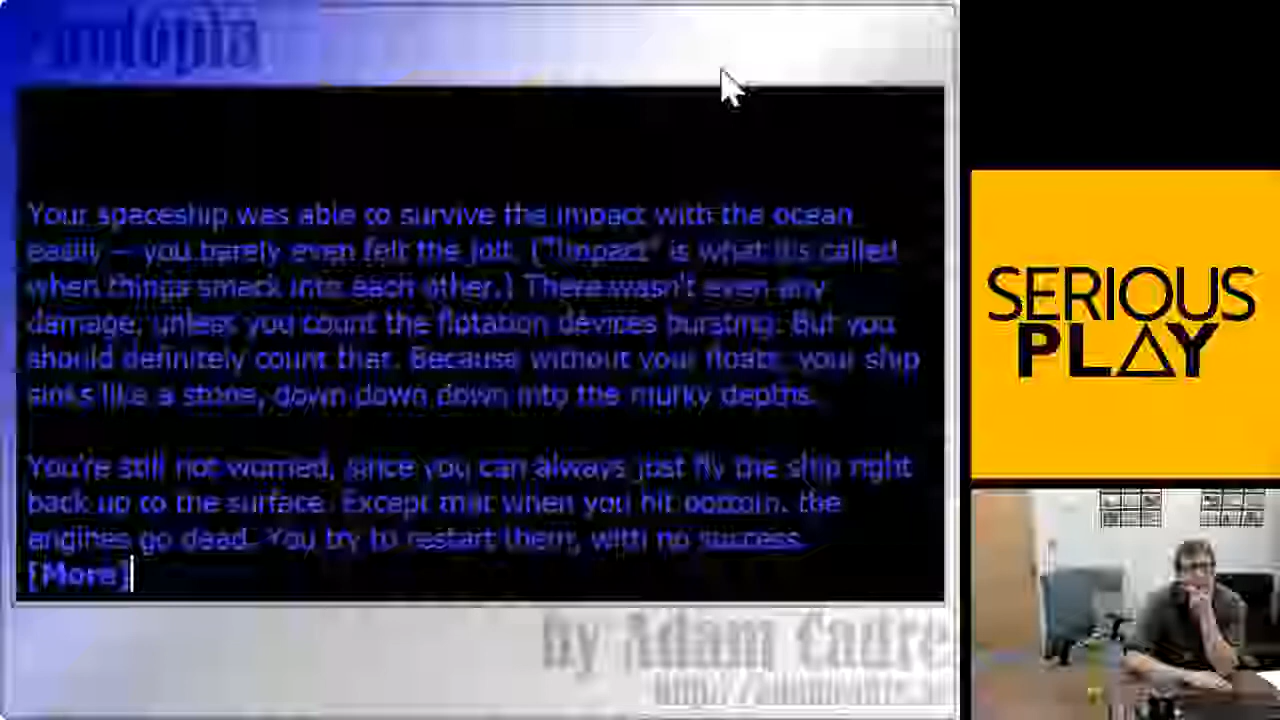 Your spaceship was able to survive the impact with the ocean
easily — you barely even felt the jolt. ("Impact" is what it's called
when things smack into each other.) There wasn't even any
damage, unless you count the flotation devices bursting. But you
should definitely count that. Because without your floats, your ship
sinks like a stone, down down down into the murky depths.
You're still not worried, since you can always just fly the ship right
back up to the surface. Except that when you hit bottom, the
engines go dead. You try to restart them, with no success.
[More]
by Adam Cadre
SERIOUS
PLAY